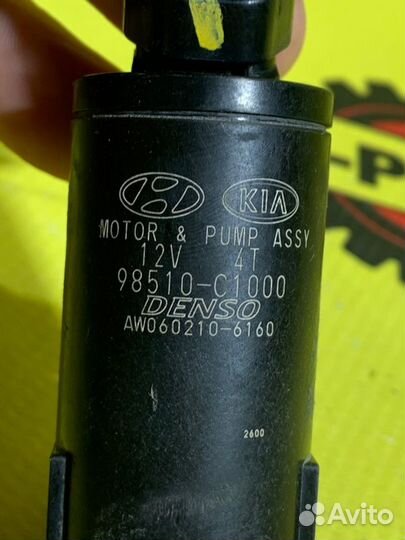 KIA
MOTOR & PUMP ASSY
12V 4T
98510-C1000
DENSO
AW060210-6160
2600
-P
Avito